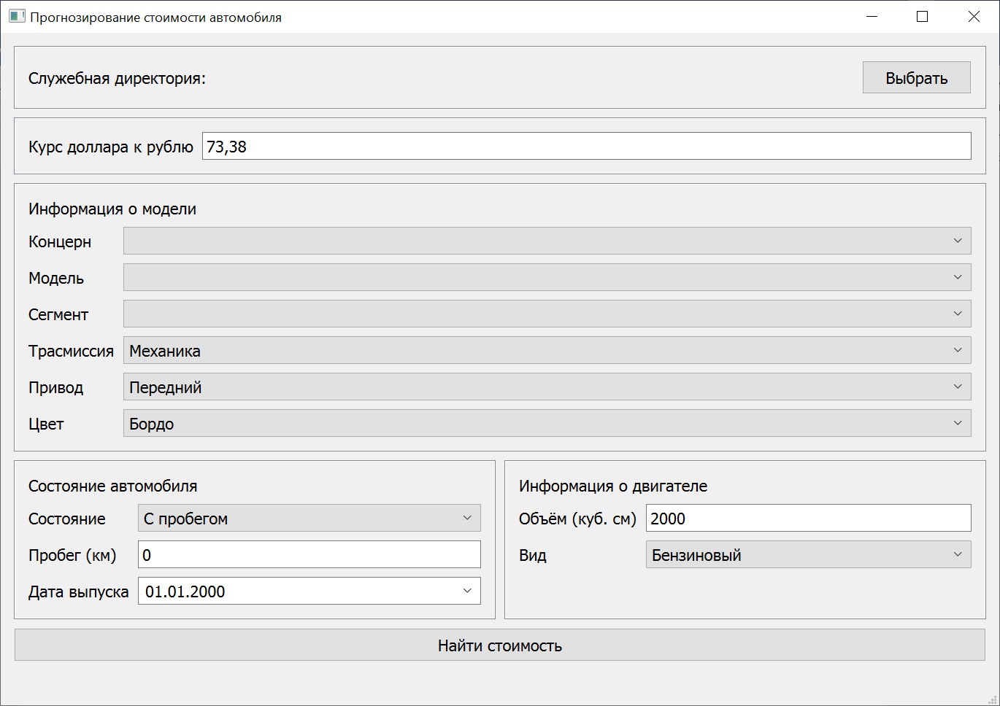 Прогнозирование стоимости автомобиля
Служебная директория:
Выбрать
Курс доллара к рублю 73,38
Информация о модели
Концерн
Модель
Сегмент
Трасмиссия Механика
Привод Передний
Цвет Бордо
Состояние автомобиля
Состояние С пробегом
Пробег (км) 0
Дата выпуска 01.01.2000
Информация о двигателе
Объём (куб. см) 2000
Вид Бензиновый
Найти стоимость